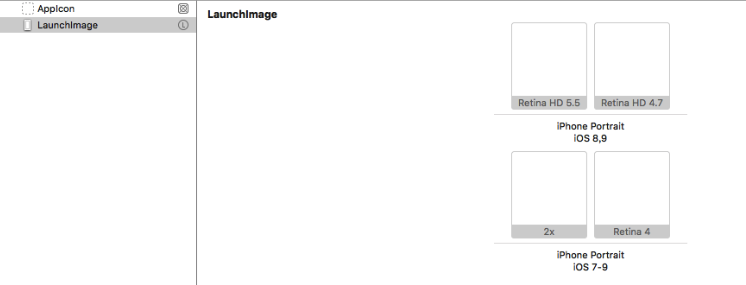 AppIcon
LaunchImage
LaunchImage
Retina HD 5.5
Retina HD 4.7
iPhone Portrait
iOS 8,9
2x
Retina 4
iPhone Portrait
iOS 7-9